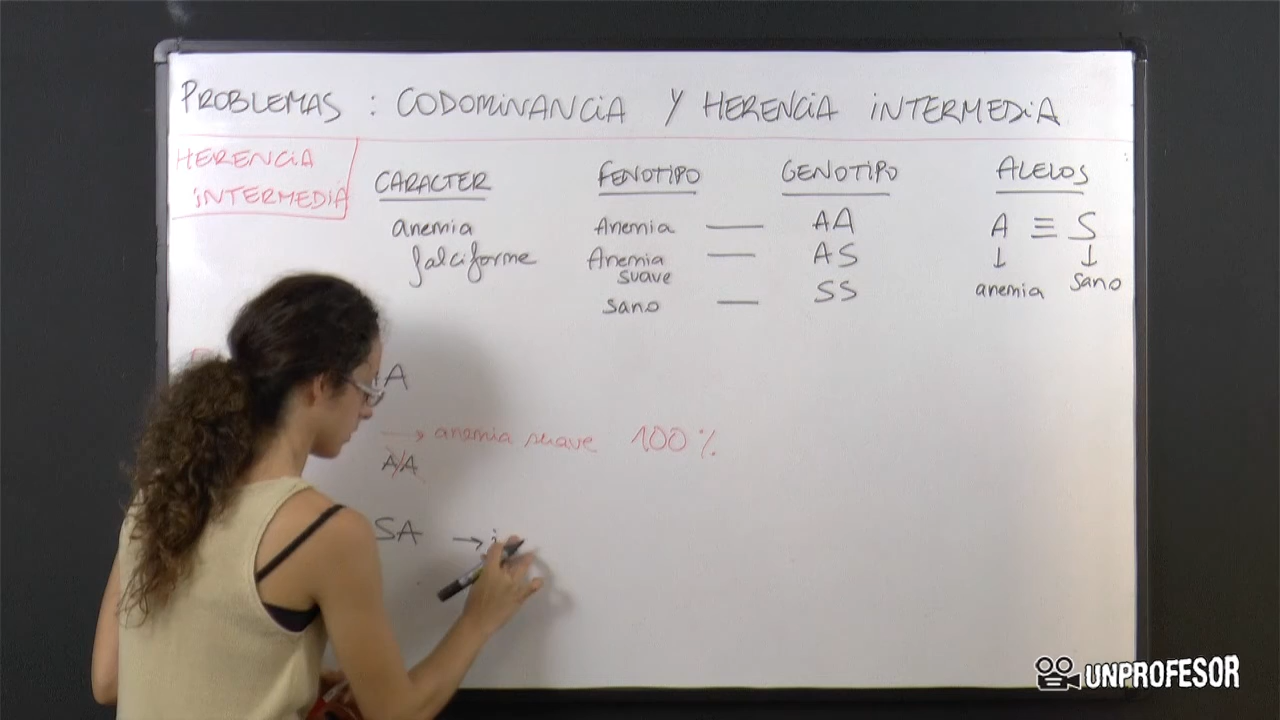 PROBLEMAS : CODOMINANCIA Y HERENCIA INTERMEDIA
HERENCIA
INTERMEDIA
CARACTER
anemia
falciforme
FENOTIPO
Anemia
Anemia
suave
sano
GENOTIPO
AA
AS
SS
ALELOS
A ≡ S
↓ ↓
anemia sano
A
→ anemia suave 100%
A/A
SA → i
UNPROFESOR